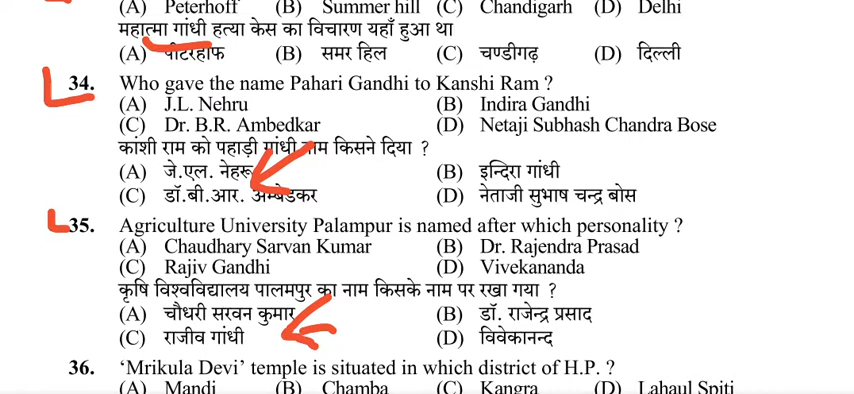 (A) Peterhoff (B) Summer hill (C) Chandigarh (D) Delhi
महात्मा गांधी हत्या केस का विचारण यहाँ हुआ था
(A) पीटरहॉफ (B) समर हिल (C) चण्डीगढ़ (D) दिल्ली
34. Who gave the name Pahari Gandhi to Kanshi Ram ?
(A) J.L. Nehru (B) Indira Gandhi
(C) Dr. B.R. Ambedkar (D) Netaji Subhash Chandra Bose
कांशी राम को पहाड़ी गांधी नाम किसने दिया ?
(A) जे.एल. नेहरू (B) इन्दिरा गांधी
(C) डॉ.बी.आर. अम्बेडकर (D) नेताजी सुभाष चन्द्र बोस
35. Agriculture University Palampur is named after which personality ?
(A) Chaudhary Sarvan Kumar (B) Dr. Rajendra Prasad
(C) Rajiv Gandhi (D) Vivekananda
कृषि विश्वविद्यालय पालमपुर का नाम किसके नाम पर रखा गया ?
(A) चौधरी सरवन कुमार (B) डॉ. राजेन्द्र प्रसाद
(C) राजीव गांधी (D) विवेकानन्द
36. ‘Mrikula Devi’ temple is situated in which district of H.P. ?
(A) Mandi (B) Chamba (C) Kangra (D) Lahaul Spiti